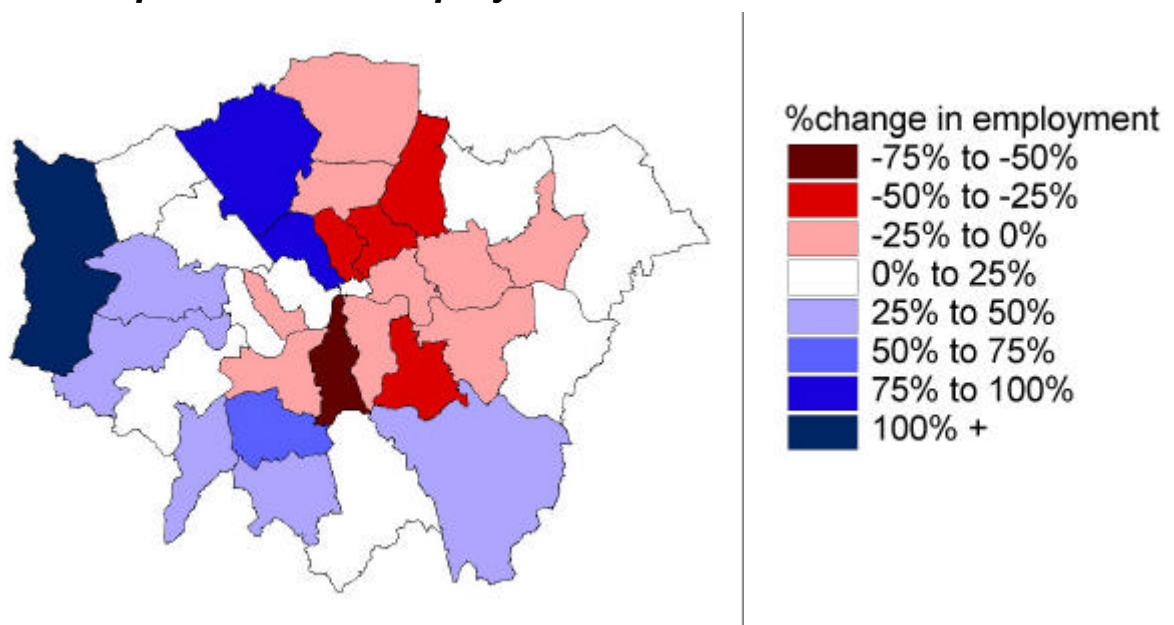 %change in employment
-75% to -50%
-50% to -25%
-25% to 0%
0% to 25%
25% to 50%
50% to 75%
75% to 100%
100% +